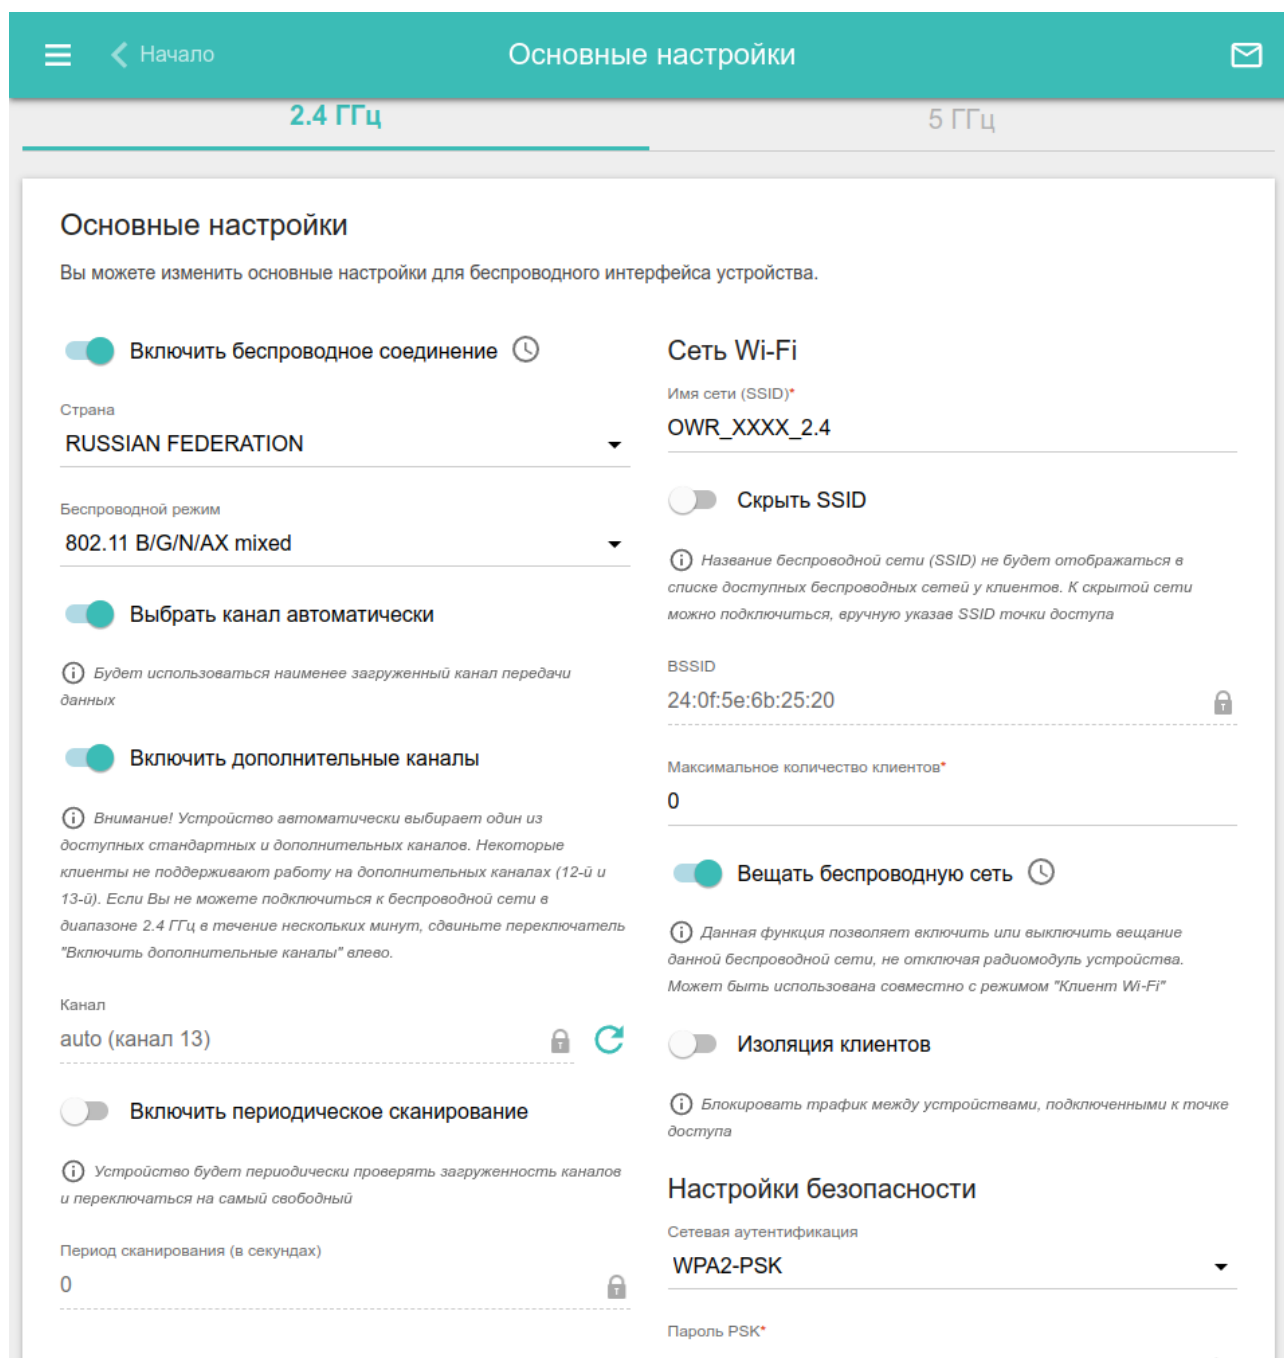 Начало
Основные настройки
2.4 ГГц
5 ГГц
Основные настройки
Вы можете изменить основные настройки для беспроводного интерфейса устройства.
Включить беспроводное соединение
Страна
RUSSIAN FEDERATION
Беспроводной режим
802.11 B/G/N/AX mixed
Выбрать канал автоматически
Будет использоваться наименее загруженный канал передачи
данных
Включить дополнительные каналы
Внимание! Устройство автоматически выбирает один из
доступных стандартных и дополнительных каналов. Некоторые
клиенты не поддерживают работу на дополнительных каналах (12-й и
13-й). Если Вы не можете подключиться к беспроводной сети в
диапазоне 2.4 ГГц в течение нескольких минут, сдвиньте переключатель
"Включить дополнительные каналы" влево.
Канал
auto (канал 13)
Включить периодическое сканирование
Устройство будет периодически проверять загруженность каналов
и переключаться на самый свободный
Период сканирования (в секундах)
0
Сеть Wi-Fi
Имя сети (SSID)*
OWR_XXXX_2.4
Скрыть SSID
Название беспроводной сети (SSID) не будет отображаться в
списке доступных беспроводных сетей у клиентов. К скрытой сети
можно подключиться, вручную указав SSID точки доступа
BSSID
24:0f:5e:6b:25:20
Максимальное количество клиентов*
0
Вещать беспроводную сеть
Данная функция позволяет включить или выключить вещание
данной беспроводной сети, не отключая радиомодуль устройства.
Может быть использована совместно с режимом "Клиент Wi-Fi"
Изоляция клиентов
Блокировать трафик между устройствами, подключенными к точке
доступа
Настройки безопасности
Сетевая аутентификация
WPA2-PSK
Пароль PSK*